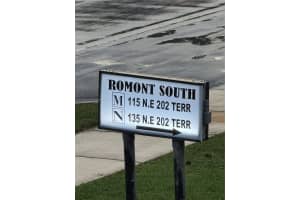 ROMONT SOUTH
M 115 N.E 202 TERR
N 135 N.E 202 TERR